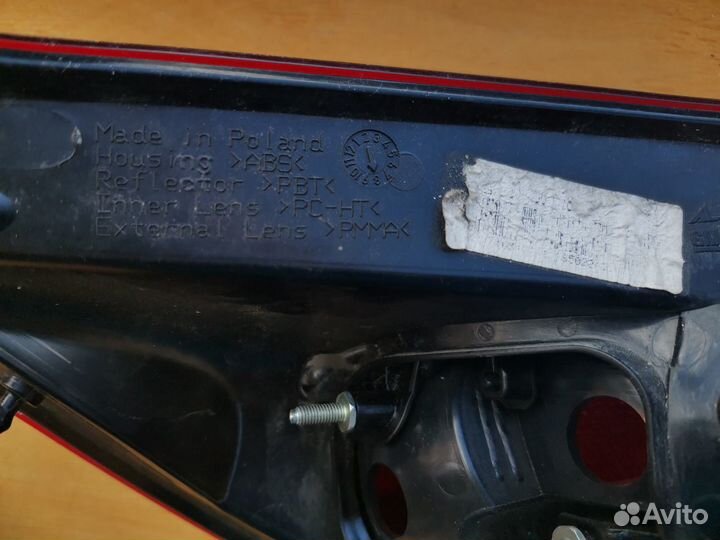 Made in Poland
Housing >ABS<
Reflector >PBT<
Inner Lens >PC-HT<
External Lens >PMMA<
Avito